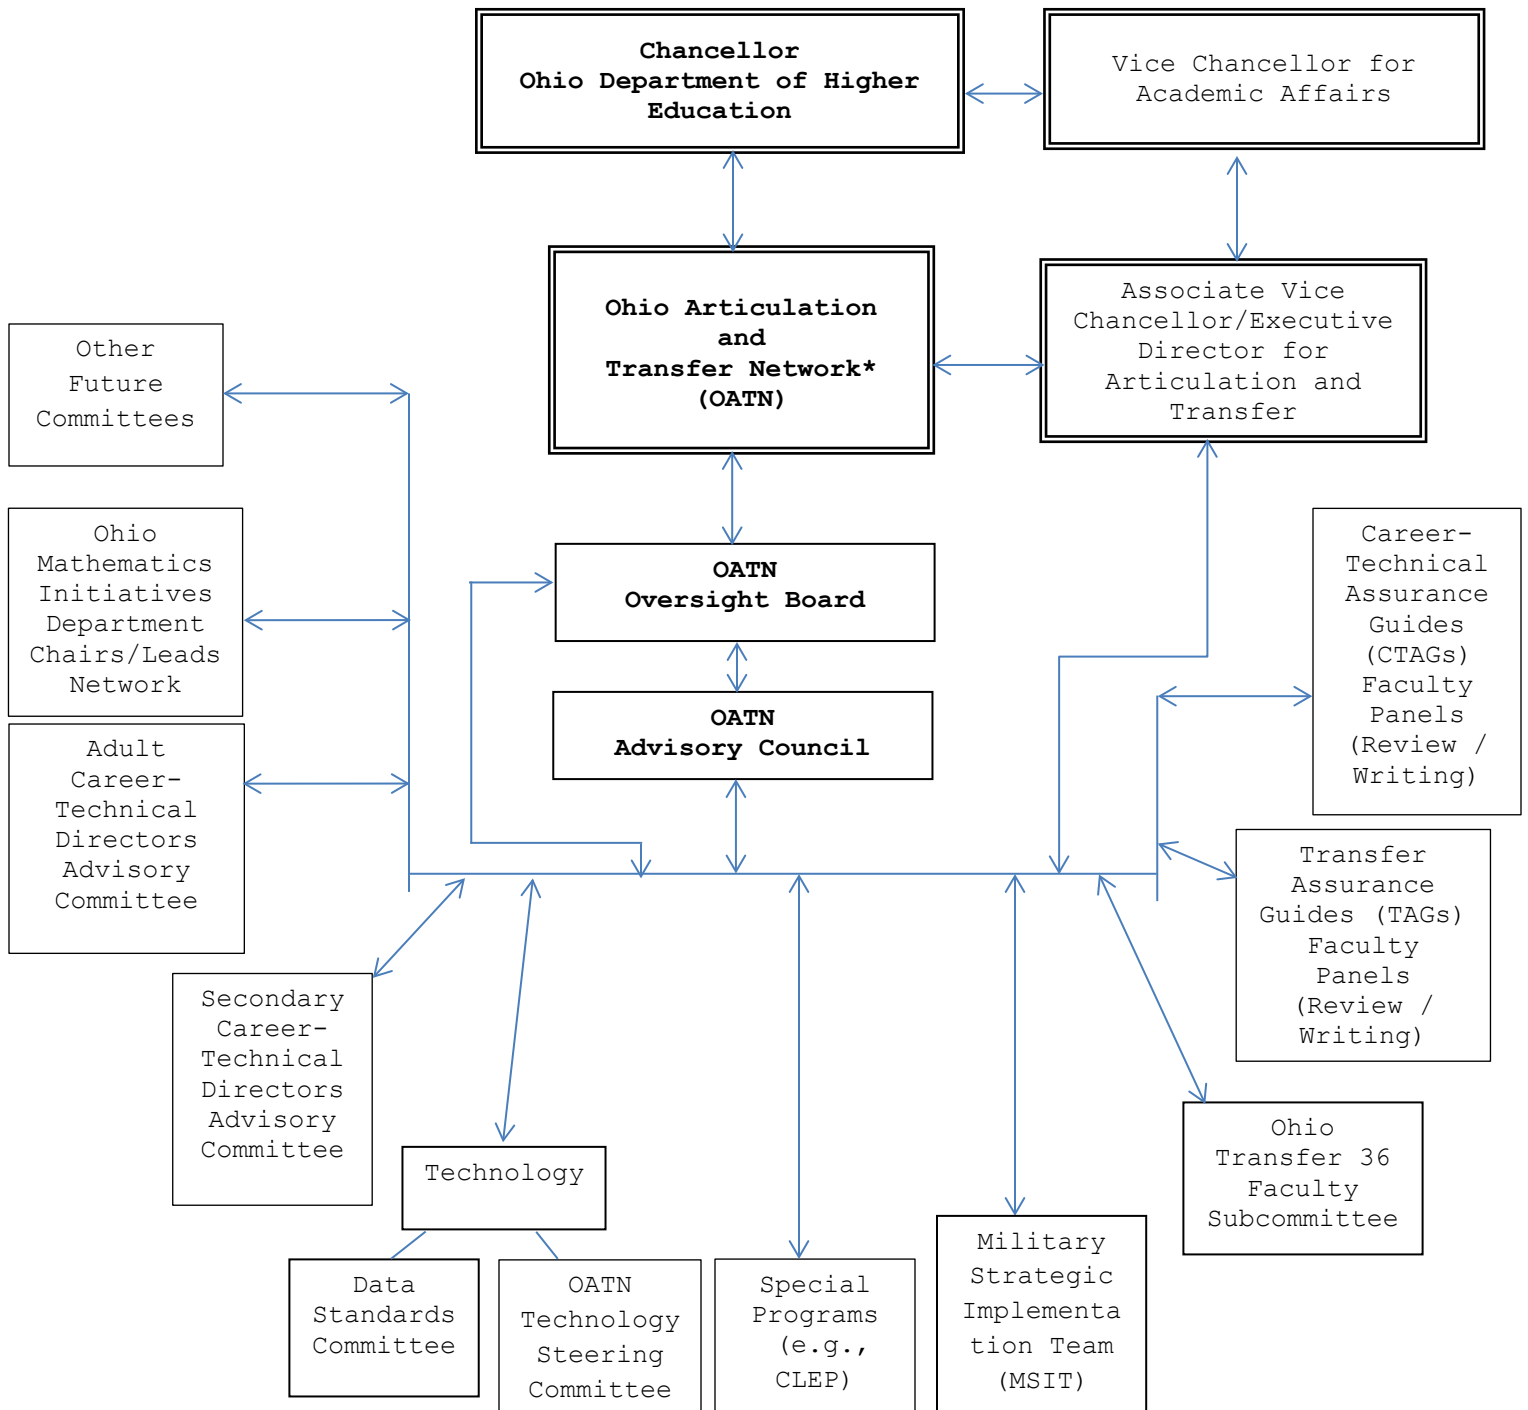 Chancellor
Ohio Department of Higher
Education
Vice Chancellor for
Academic Affairs
Ohio Articulation
and
Transfer Network*
(OATN)
Associate Vice
Chancellor/Executive
Director for
Articulation and
Transfer
Other
Future
Committees
Ohio
Mathematics
Initiatives
Department
Chairs/Leads
Network
OATN
Oversight Board
Career-
Technical
Assurance
Guides
(CTAGs)
Faculty
Panels
(Review /
Writing)
OATN
Advisory Council
Adult
Career-
Technical
Directors
Advisory
Committee
Transfer
Assurance
Guides (TAGs)
Faculty
Panels
(Review /
Writing)
Secondary
Career-
Technical
Directors
Advisory
Committee
Technology
Ohio
Transfer 36
Faculty
Subcommittee
Data
Standards
Committee
OATN
Technology
Steering
Committee
Special
Programs
(e.g.,
CLEP)
Military
Strategic
Implementa
tion Team
(MSIT)